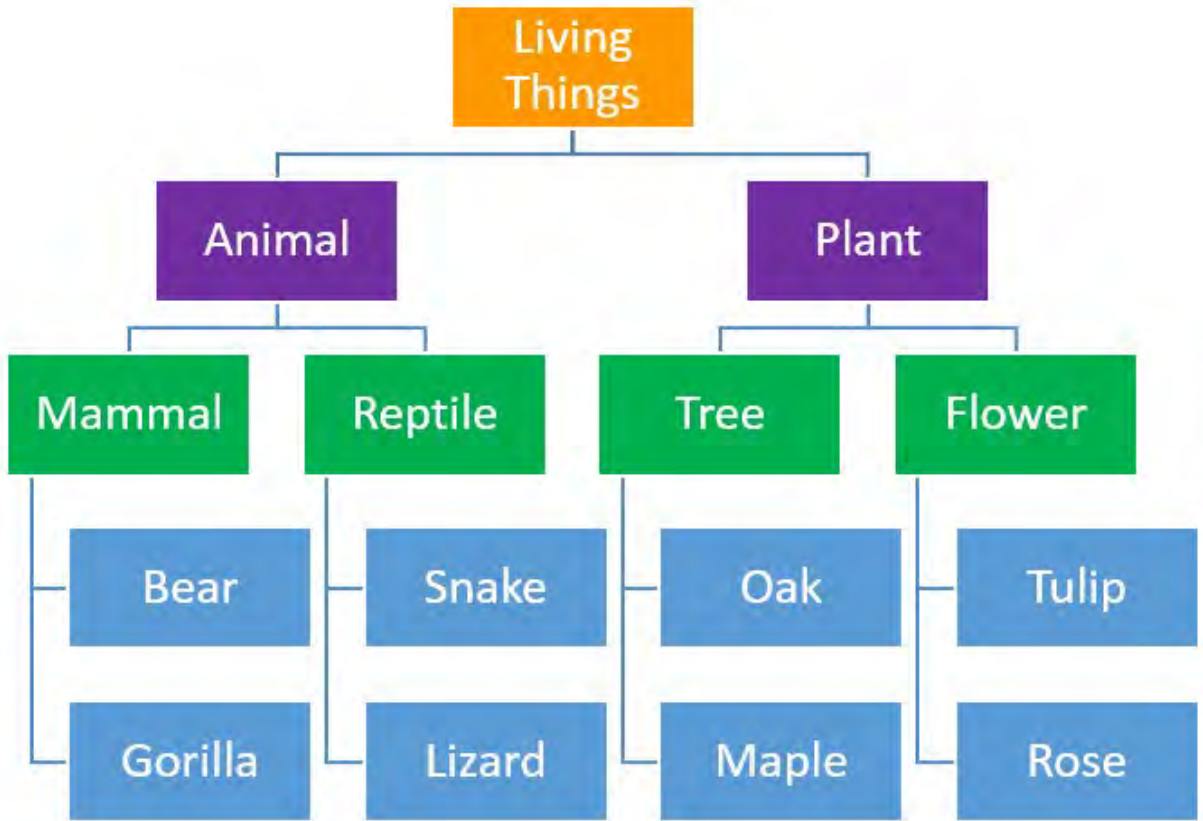 Living
Things
Animal
Plant
Mammal
Reptile
Tree
Flower
Bear
Snake
Oak
Tulip
Gorilla
Lizard
Maple
Rose